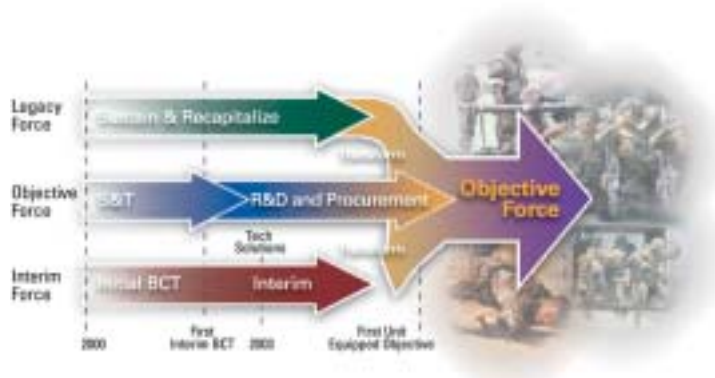 Legacy
Force
Sustain & Recapitalize
Objective
Force
S&T
R&D and Procurement
Objective
Force
Tech
Solutions
Interim
Force
Initial BCT
Interim
2000
First
Interim BCT
2003
First Unit
Equipped Objective